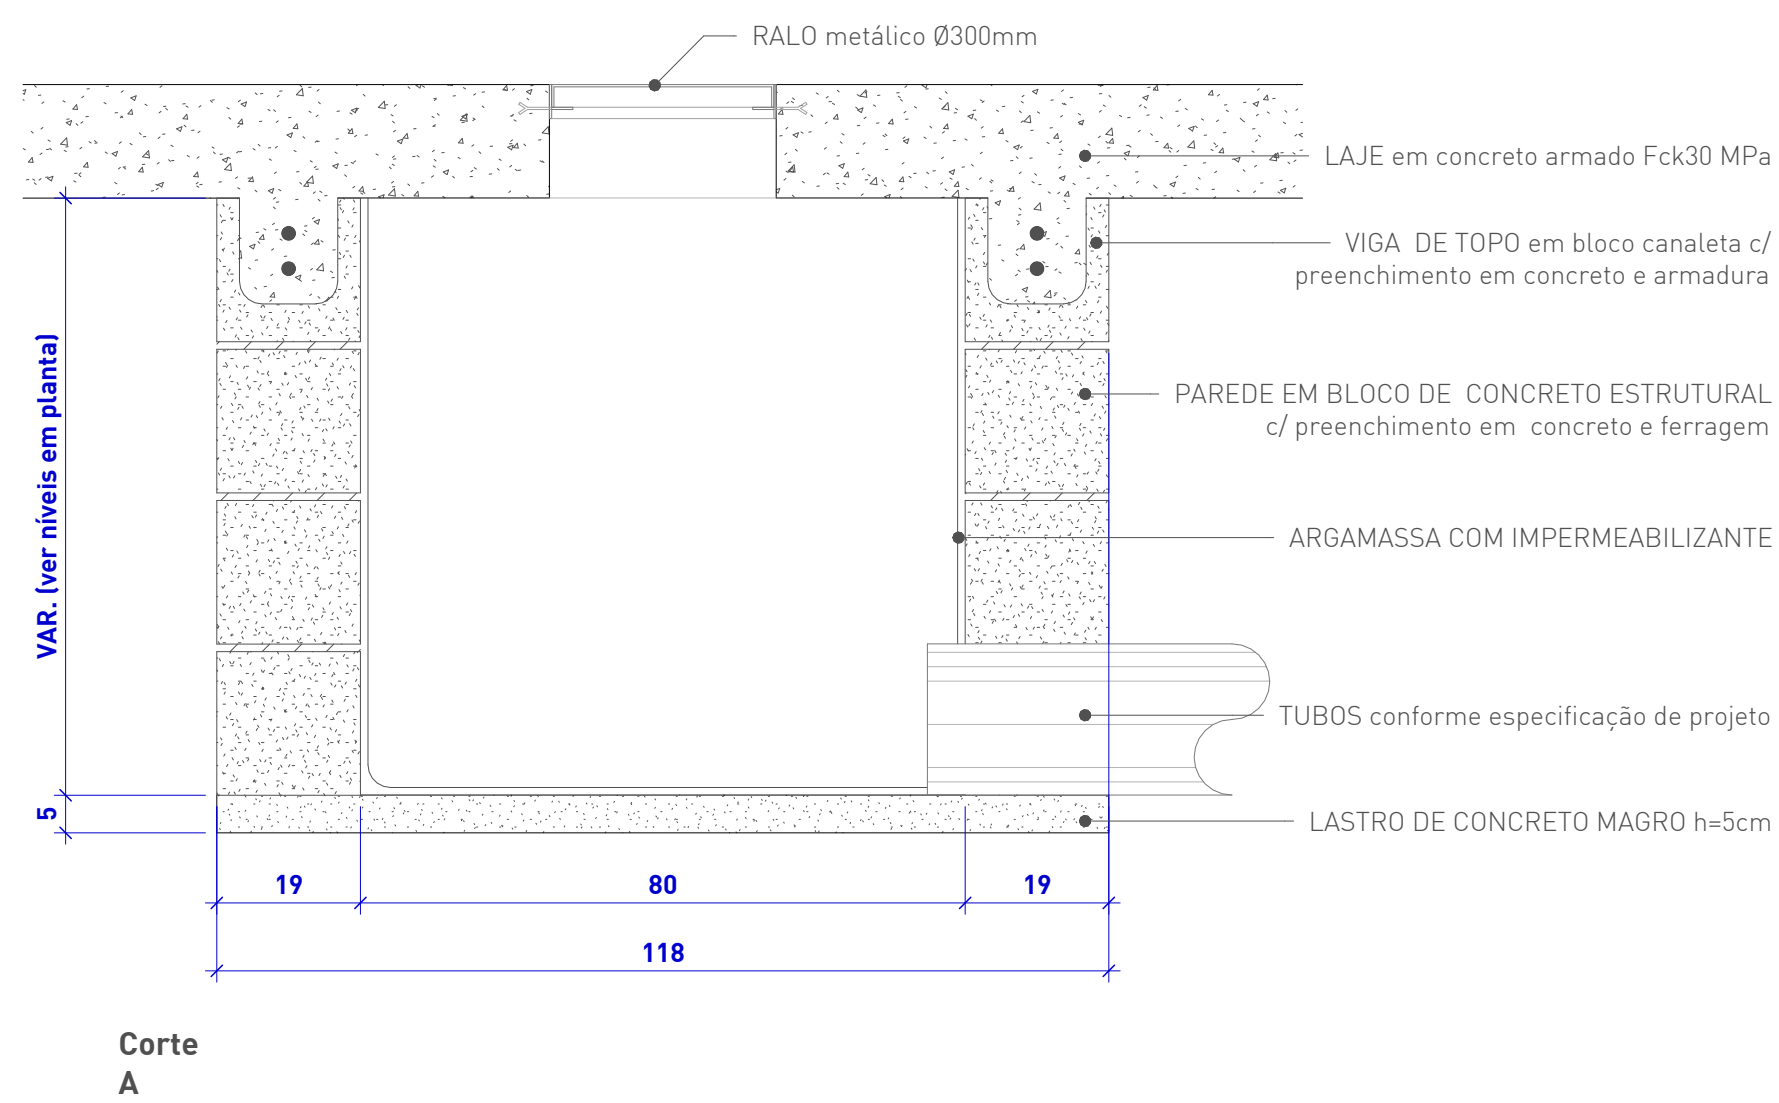 RALO metálico Ø300mm
LAJE em concreto armado Fck30 MPa
VIGA DE TOPO em bloco canaleta c/
preenchimento em concreto e armadura
PAREDE EM BLOCO DE CONCRETO ESTRUTURAL
c/ preenchimento em concreto e ferragem
ARGAMASSA COM IMPERMEABILIZANTE
TUBOS conforme especificação de projeto
LASTRO DE CONCRETO MAGRO h=5cm
VAR. (ver níveis em planta)
5
19
80
19
118
Corte
A